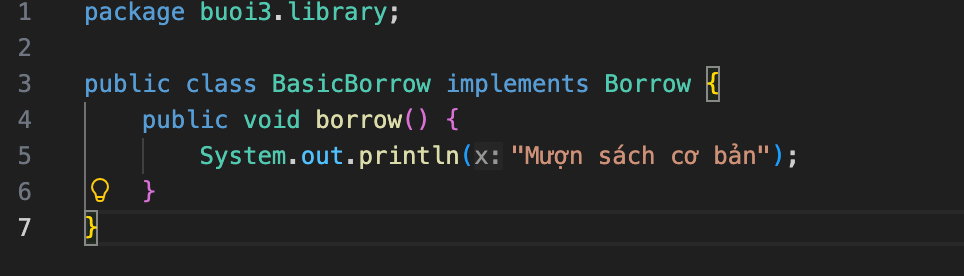 1 package buoi3.library;
2
3 public class BasicBorrow implements Borrow {
4 public void borrow() {
5 System.out.println(x: "Mượn sách cơ bản");
6 }
7 }